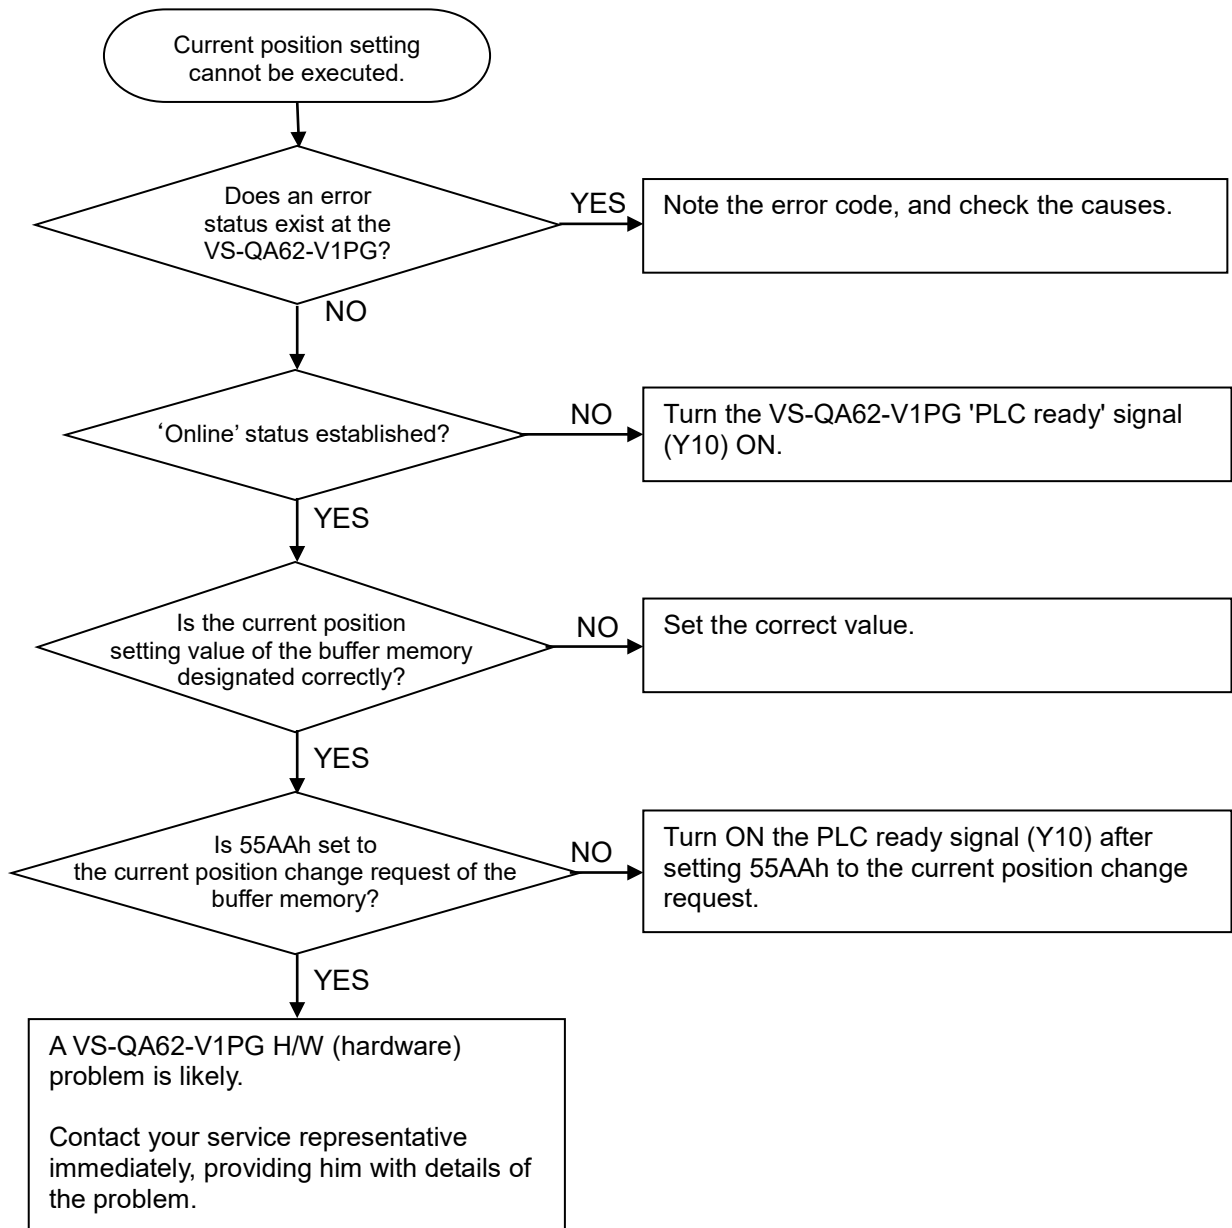 Current position setting
cannot be executed.
Does an error
status exist at the
VS-QA62-V1PG?
YES
Note the error code, and check the causes.
NO
‘Online’ status established?
NO
Turn the VS-QA62-V1PG 'PLC ready' signal
(Y10) ON.
YES
Is the current position
setting value of the buffer memory
designated correctly?
NO
Set the correct value.
YES
Is 55AAh set to
the current position change request of the
buffer memory?
NO
Turn ON the PLC ready signal (Y10) after
setting 55AAh to the current position change
request.
YES
A VS-QA62-V1PG H/W (hardware)
problem is likely.
Contact your service representative
immediately, providing him with details of
the problem.